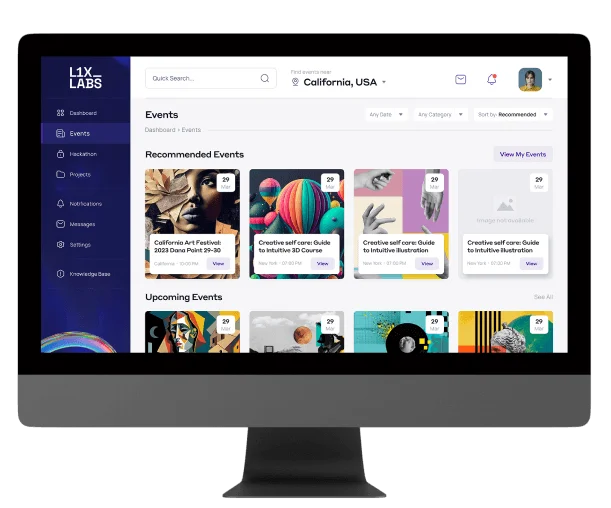 L1X_
LABS
Quick Search...
Find events near
California, USA
Dashboard
Events
Hackathon
Projects
Notifications
Messages
Settings
Knowledge Base
Events
Any Date
Any Category
Sort by: Recommended
Dashboard > Events
Recommended Events
View My Events
29
Mar
California Art Festival:
2023 Dana Point 29-30
California - 10:00 PM
View
29
Mar
Creative self care: Guide
to Intuitive 3D Course
New York - 07:00 PM
View
29
Mar
Creative self care: Guide
to Intuitive illustration
New York - 07:00 PM
View
29
Mar
Image not available
Creative self care: Guide
to Intuitive illustration
New York - 07:00 PM
View
Upcoming Events
See All
29
Mar
29
Mar
29
Mar
29
Mar